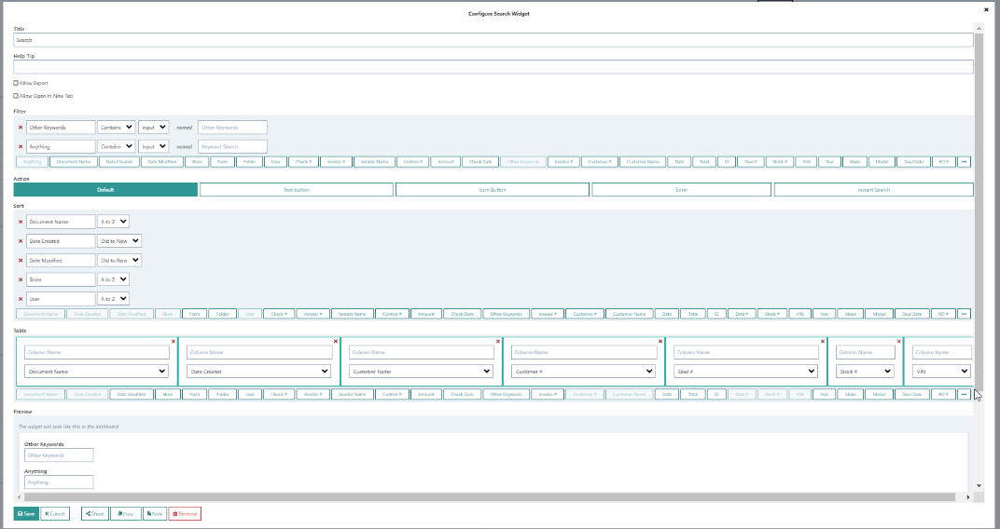 Configure Search Widget
×
Title
Search
Help Tip
Allow Export
Allow Open In New Tab
Filter
× Other Keywords Contains input named Other Keywords
× Anything Contains input named Keyword Search
Anything Document Name Date Created Date Modified Store Form Folder User Check # Vendor # Vendor Name Control # Amount Check Date Other Keywords Invoice # Customer # Customer Name Date Total ID Deal # Stock # VIN Year Make Model Deal Date RO # •••
Action
Default Text button Icon Button Enter Instant Search
Sort
× Document Name A to Z
× Date Created Old to New
× Date Modified Old to New
× Store A to Z
× User A to Z
Document Name Date Created Date Modified Store Form Folder User Check # Vendor # Vendor Name Control # Amount Check Date Other Keywords Invoice # Customer # Customer Name Date Total ID Deal # Stock # VIN Year Make Model Deal Date RO # •••
Table
× × × × × ×
Column Name Column Name Column Name Column Name Column Name Column Name Column Name
Document Name Date Created Customer Name Customer # Deal # Stock # VIN
Document Name Date Created Date Modified Store Form Folder User Check # Vendor # Vendor Name Control # Amount Check Date Other Keywords Invoice # Customer # Customer Name Date Total ID Deal # Stock # VIN Year Make Model Deal Date RO # •••
Preview
The widget will look like this in the dashboard
Other Keywords
Other Keywords
Anything
Anything
Save × Cancel Share Copy Remove